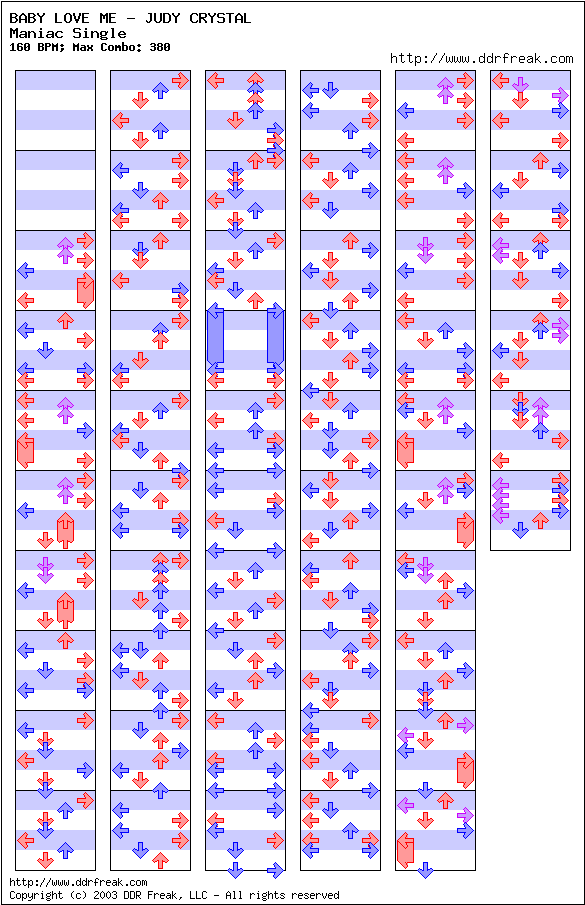 BABY LOVE ME - JUDY CRYSTAL
Maniac Single
160 BPM; Max Combo: 380
http://www.ddrfreak.com
http://www.ddrfreak.com
Copyright (c) 2003 DDR Freak, LLC - All rights reserved